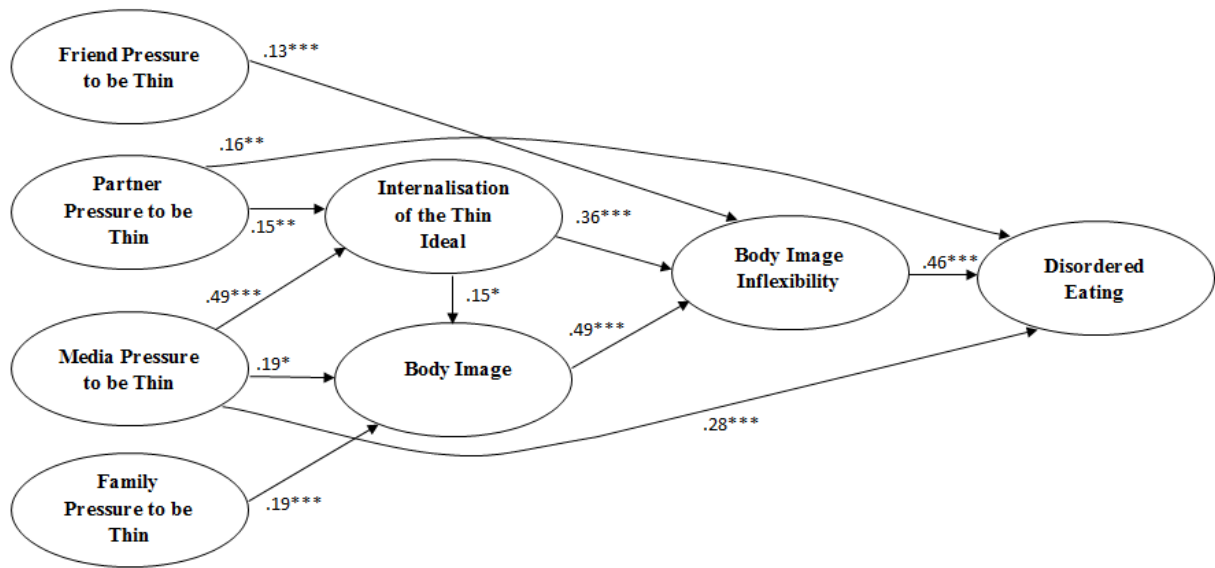 Friend Pressure
to be Thin
.13***
.16**
Partner
Pressure to be
Thin
.15**
Internalisation
of the Thin
Ideal
.36***
Body Image
Inflexibility
.46***
Disordered
Eating
.49***
.15*
.49***
Media Pressure
to be Thin
.19*
Body Image
.28***
Family
Pressure to be
Thin
.19***